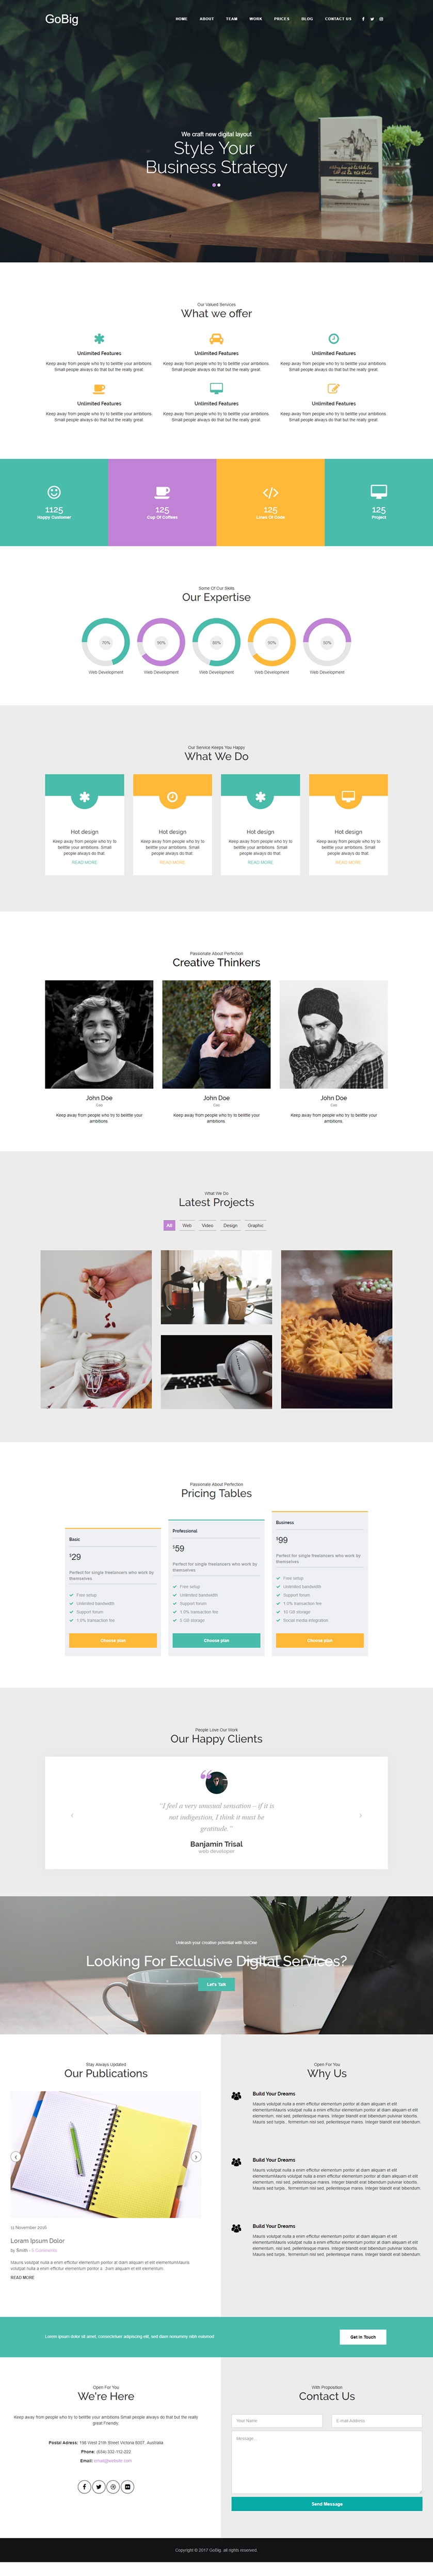 GoBig
HOME ABOUT TEAM WORK PRICES BLOG CONTACT US
We craft new digital layout
Style Your
Business Strategy
Our Valued Services
What we offer
Unlimited Features
Keep away from people who try to belittle your ambitions.
Small people always do that but the really great.
Unlimited Features
Keep away from people who try to belittle your ambitions.
Small people always do that but the really great.
Unlimited Features
Keep away from people who try to belittle your ambitions.
Small people always do that but the really great.
Unlimited Features
Keep away from people who try to belittle your ambitions.
Small people always do that but the really great.
Unlimited Features
Keep away from people who try to belittle your ambitions.
Small people always do that but the really great.
Unlimited Features
Keep away from people who try to belittle your ambitions.
Small people always do that but the really great.
1125
Happy Customer
125
Cup Of Coffees
125
Lines Of Code
125
Project
Some Of Our Skills
Our Expertise
70%
90%
80%
90%
50%
Web Development
Web Development
Web Development
Web Development
Web Development
Our Service Keeps You Happy
What We Do
Hot design
Keep away from people who try to
belittle your ambitions. Small
people always do that.
READ MORE
Hot design
Keep away from people who try to
belittle your ambitions. Small
people always do that.
READ MORE
Hot design
Keep away from people who try to
belittle your ambitions. Small
people always do that.
READ MORE
Hot design
Keep away from people who try to
belittle your ambitions. Small
people always do that.
READ MORE
Passionate About Perfection
Creative Thinkers
John Doe
Keep away from people who try to belittle your
ambitions.
John Doe
Keep away from people who try to belittle your
ambitions.
John Doe
Keep away from people who try to belittle your
ambitions.
What We Do
Latest Projects
All Web Video Design Graphic
Passionate About Perfection
Pricing Tables
Basic
$29
Perfect for single freelancers who work by
themselves
Free setup
Unlimited bandwidth
Support forum
1.0% transaction fee
Choose plan
Professional
$59
Perfect for single freelancers who work by
themselves
Free setup
Unlimited bandwidth
Support forum
1.0% transaction fee
5 GB storage
Choose plan
Business
$99
Perfect for single freelancers who work by
themselves
Free setup
Unlimited bandwidth
Support forum
1.0% transaction fee
10 GB storage
Social media integration
Choose plan
People Love Our Work
Our Happy Clients
"I feel a very unusual sensation - if it is
not indigestion, I think it must be
gratitude."
Banjamin Trisal
web developer
Unleash your creative potential with BizOne
Looking For Exclusive Digital Services?
Let's Talk
Stay Always Updated
Our Publications
Loram Ipsum Dolor
by Smith - 5 Comments
Mauris volutpat nulla a enim efficitur elementum portor at diam aliquam et elit elementumMauris
volutpat nulla a enim efficitur elementum portor a . diam aliquam et elit elementum.
READ MORE
Open For You
Why Us
Build Your Dreams
Mauris volutpat nulla a enim efficitur elementum portor at diam aliquam et elit
elementumMauris volutpat nulla a enim efficitur elementum portor at diam aliquam et elit
elementum, nisl sed, pellentesque mares. Integer blandit erat bibendum pulvinar lobortis.
Mauris sed turpis., fermentum nisl sed, pellentesque mares. Integer blandit erat bibendum.
Build Your Dreams
Mauris volutpat nulla a enim efficitur elementum portor at diam aliquam et elit
elementumMauris volutpat nulla a enim efficitur elementum portor at diam aliquam et elit
elementum, nisl sed, pellentesque mares. Integer blandit erat bibendum pulvinar lobortis.
Mauris sed turpis., fermentum nisl sed, pellentesque mares. Integer blandit erat bibendum.
Build Your Dreams
Mauris volutpat nulla a enim efficitur elementum portor at diam aliquam et elit
elementumMauris volutpat nulla a enim efficitur elementum portor at diam aliquam et elit
elementum, nisl sed, pellentesque mares. Integer blandit erat bibendum pulvinar lobortis.
Mauris sed turpis., fermentum nisl sed, pellentesque mares. Integer blandit erat bibendum.
Lorem ipsum dolor sit amet, consectetuer adipiscing elit, sed diam nonummy nibh euismod
Get in Touch
Open For You
We're Here
Keep away from people who try to belittle your ambitions Small people always do that but the really
great Friendly.
Phone:
Email: email@website.com
With Proposition
Contact Us
Your Name
E-mail Address
Message..
Send Message
Copyright © 2017 GoBig. all rights reserved.